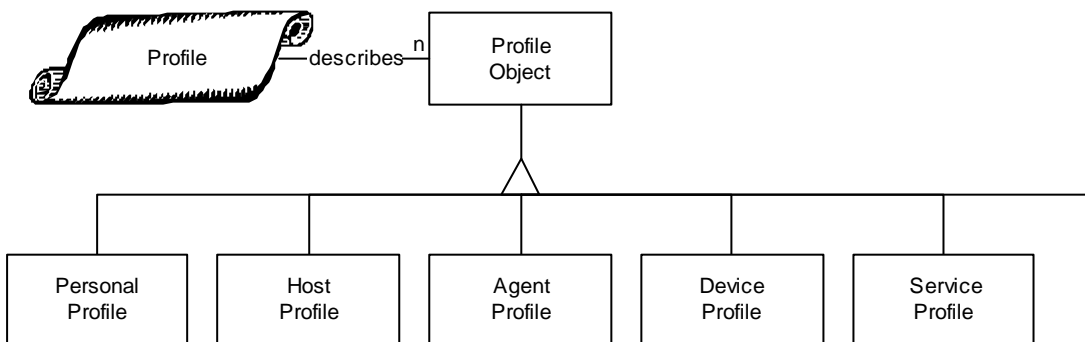 Profile
describes
n
Profile
Object
Personal
Profile
Host
Profile
Agent
Profile
Device
Profile
Service
Profile